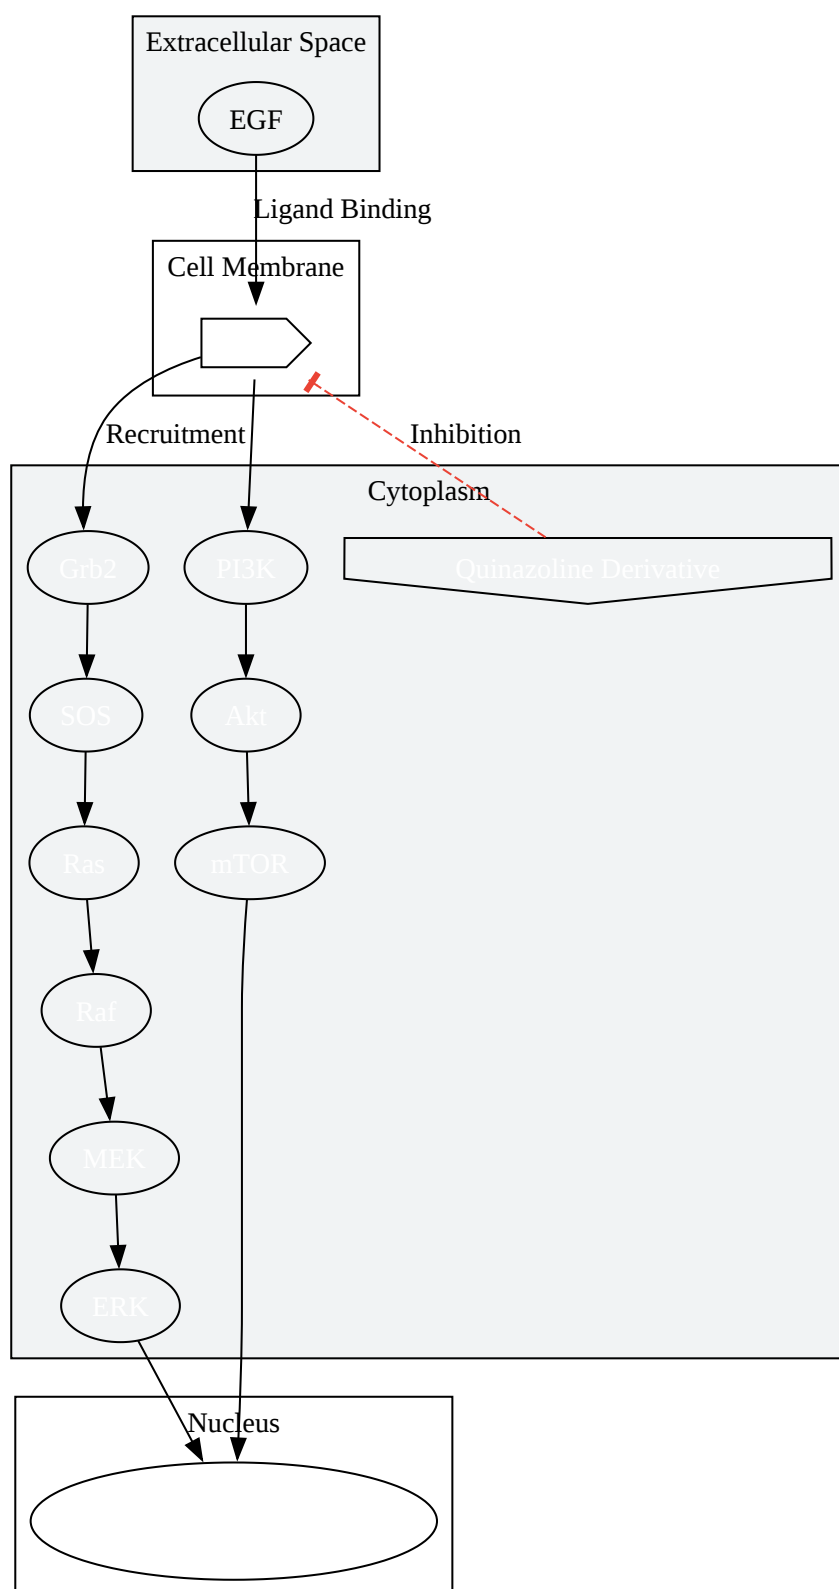 Extracellular Space
EGF
Ligand Binding
Cell Membrane
Recruitment
Inhibition
Cytoplasm
Grb2
PI3K
Quinazoline Derivative
SOS
Akt
Ras
mTOR
Raf
MEK
ERK
Nucleus